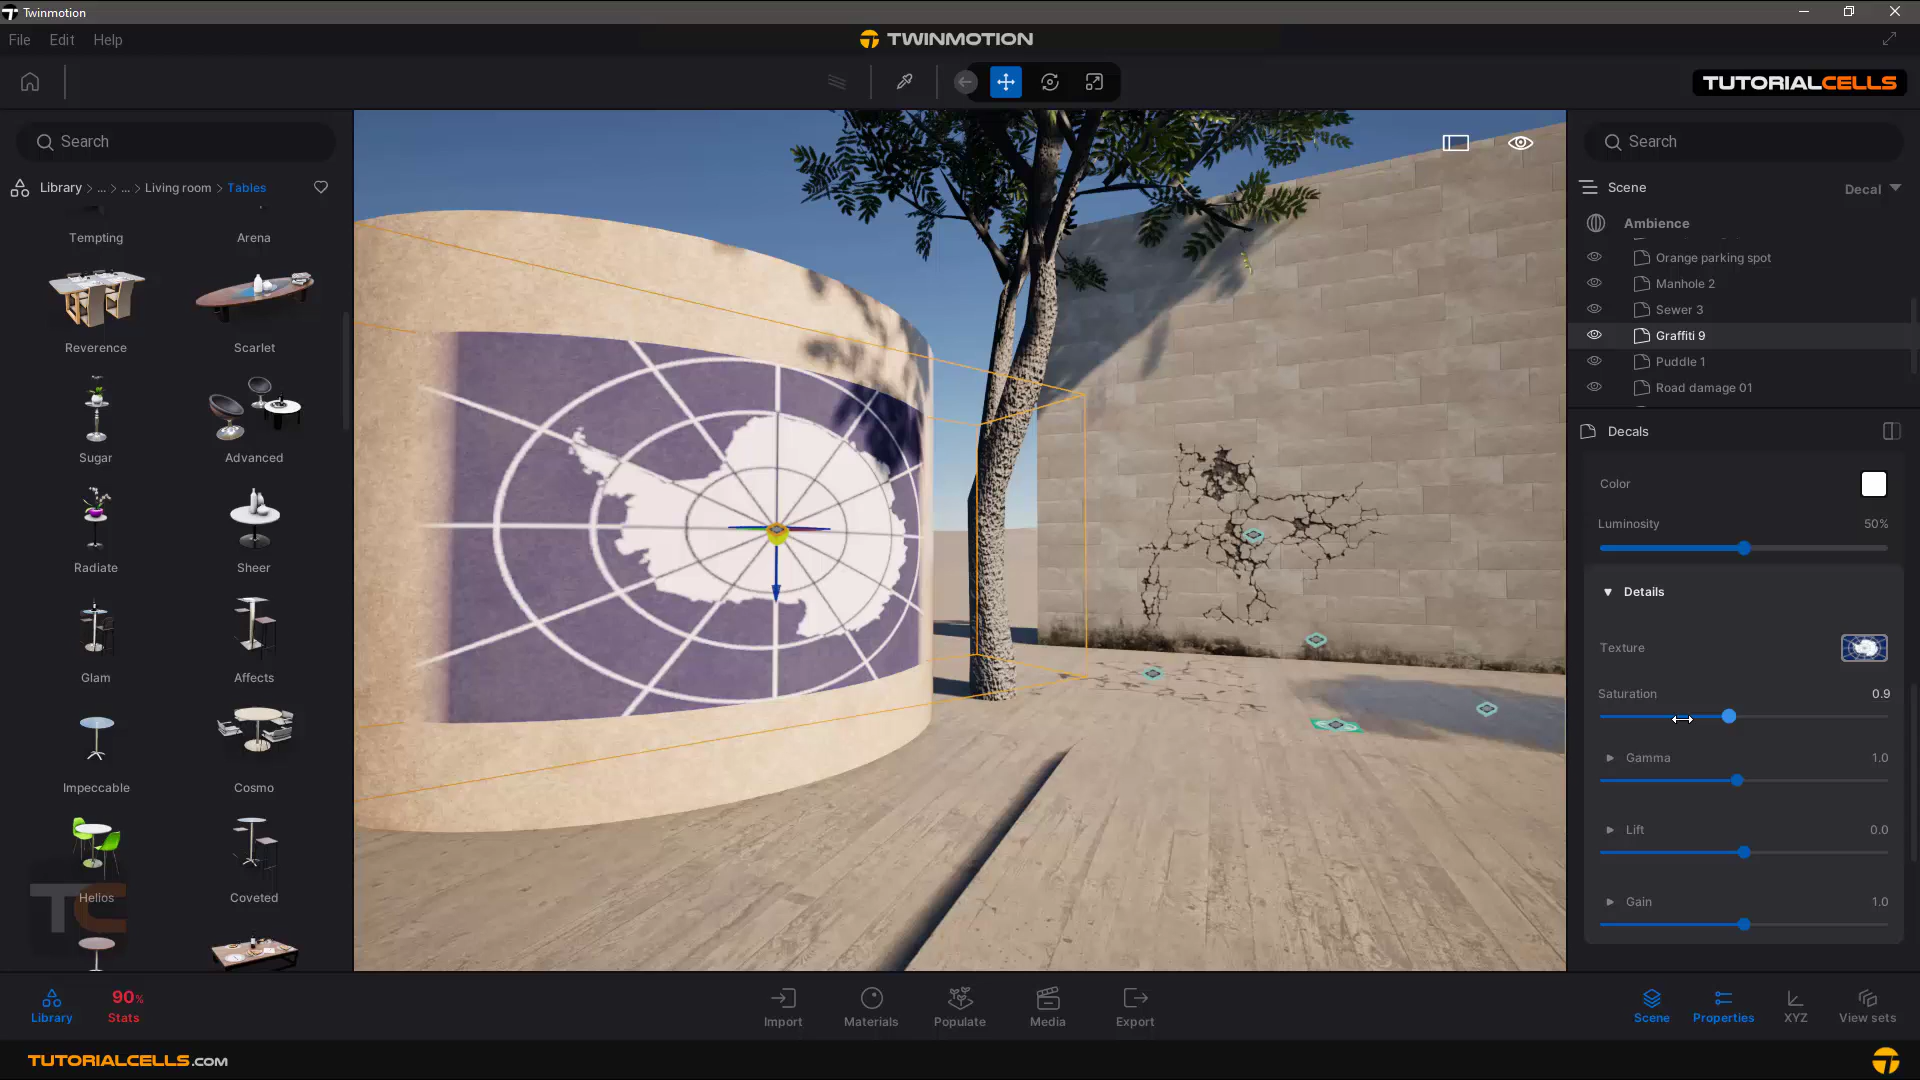 Twinmotion
File Edit Help
TWINMOTION
TUTORIALCELLS
Search
Library > ... > ... > Living room > Tables
Tempting Arena
Reverence Scarlet
Sugar Advanced
Radiate Sheer
Glam Affects
Impeccable Cosmo
Helios Coveted
TC
Search
Scene Decal
Ambience
Orange parking spot
Manhole 2
Sewer 3
Graffiti 9
Puddle 1
Road damage 01
Decals
Color
Luminosity 50%
Details
Texture
Saturation 0.9
Gamma 1.0
Lift 0.0
Gain 1.0
Library
90%
Stats
Import Materials Populate Media Export
Scene Properties XYZ View sets
TUTORIALCELLS.COM